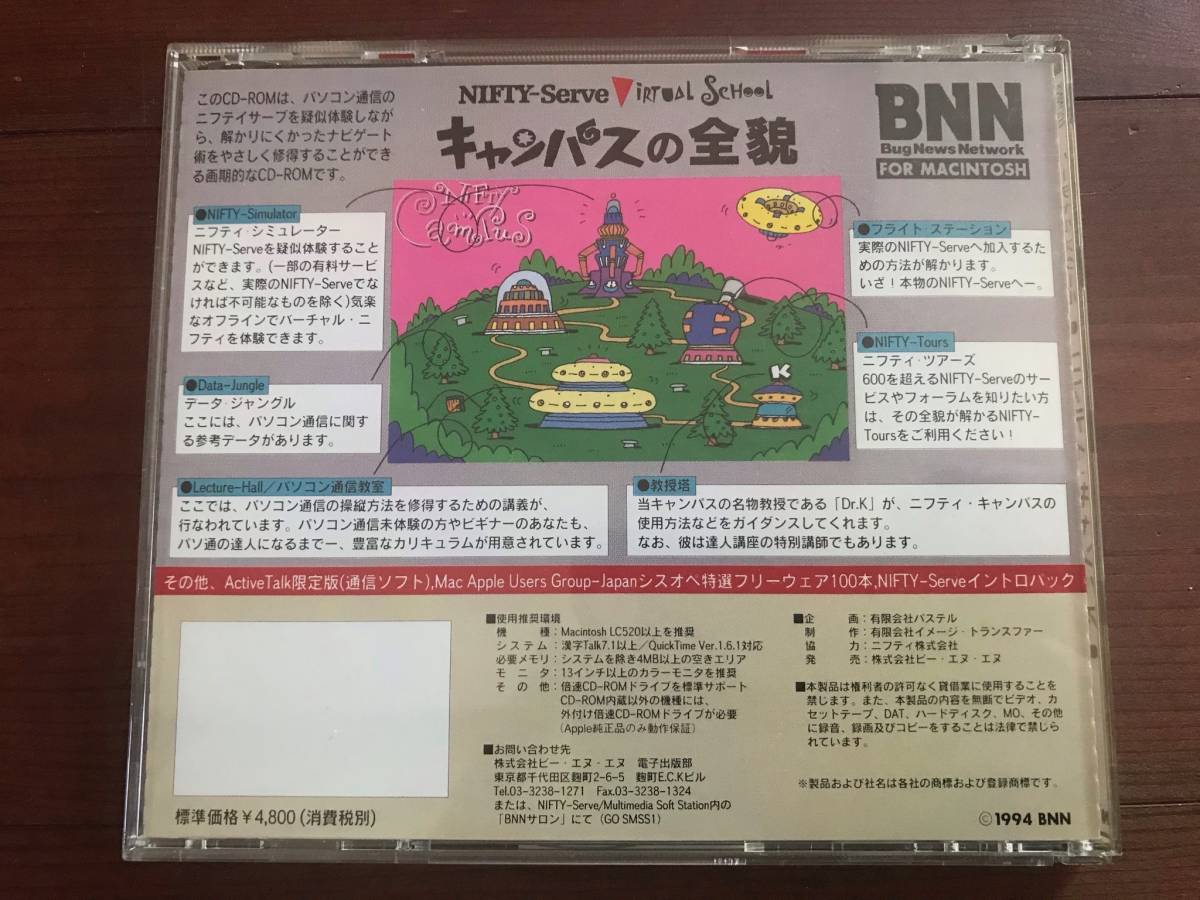 このCD-ROMは、パソコン通信の
ニフテイサーブを疑似体験しなが
ら、解かりにくかったナビゲート
術をやさしく修得することができ
る画期的なCD-ROMです。
NIFTY-Serve VIRTUAL SCHOOL
キャンパスの全貌
BNN
Bug News Network
FOR MACINTOSH
NIFTY CamPuS
K
●NIFTY-Simulator
ニフティ・シミュレーター
NIFTY-Serveを疑似体験すること
ができます。(一部の有料サービ
スなど、実際のNIFTY-Serveでな
ければ不可能なものを除く)気楽
なオフラインでバーチャル・ニ
フティを体験できます。
●Data-Jungle
データ・ジャングル
ここには、パソコン通信に関す
る参考データがあります。
●フライト・ステーション
実際のNIFTY-Serveへ加入するた
めの方法が解かります。
いざ！本物のNIFTY-Serveへー。
●NIFTY-Tours
ニフティ・ツアーズ
600を超えるNIFTY-Serveのサー
ビスやフォーラムを知りたい方
は、その全貌が解かるNIFTY-
Toursをご利用ください！
●Lecture-Hall／パソコン通信教室
ここでは、パソコン通信の操縦方法を修得するための講義が、
行なわれています。パソコン通信未体験の方やビギナーのあなたも、
パソ通の達人になるまでー、豊富なカリキュラムが用意されています。
●教授塔
当キャンパスの名物教授である「Dr.K」が、ニフティ・キャンパスの
使用方法などをガイダンスしてくれます。
なお、彼は達人講座の特別講師でもあります。
その他、ActiveTalk限定版(通信ソフト),Mac Apple Users Group-Japanシスオペ特選フリーウェア100本,NIFTY-Serveイントロパック
標準価格￥4,800(消費税別)
■使用推奨環境
機　種：Macintosh LC520以上を推奨
システム：漢字Talk7.1以上／QuickTime Ver.1.6.1対応
必要メモリ：システムを除き4MB以上の空きエリア
モニタ：13インチ以上のカラーモニタを推奨
その他：倍速CD-ROMドライブを標準サポート
CD-ROM内蔵以外の機種には、
外付け倍速CD-ROMドライブが必要
(Apple純正品のみ動作保証)
■お問い合わせ先
株式会社ビー・エヌ・エヌ　電子出版部
東京都千代田区麹町2-6-5　麹町E.C.Kビル
Tel.03-3238-1271　Fax.03-3238-1324
または、NIFTY-Serve/Multimedia Soft Station内の
「BNNサロン」にて (GO SMSS1)
■企　画：有限会社パステル
制　作：有限会社イメージ・トランスファー
協　力：ニフティ株式会社
発　売：株式会社ビー・エヌ・エヌ
■本製品は権利者の許可なく賃借業に使用することを
禁じます。また、本製品の内容を無断でビデオ、カ
セットテープ、DAT、ハードディスク、MO、その他
に録音、録画及びコピーをすることは法律で禁じら
れています。
※製品および社名は各社の商標および登録商標です。
©1994 BNN